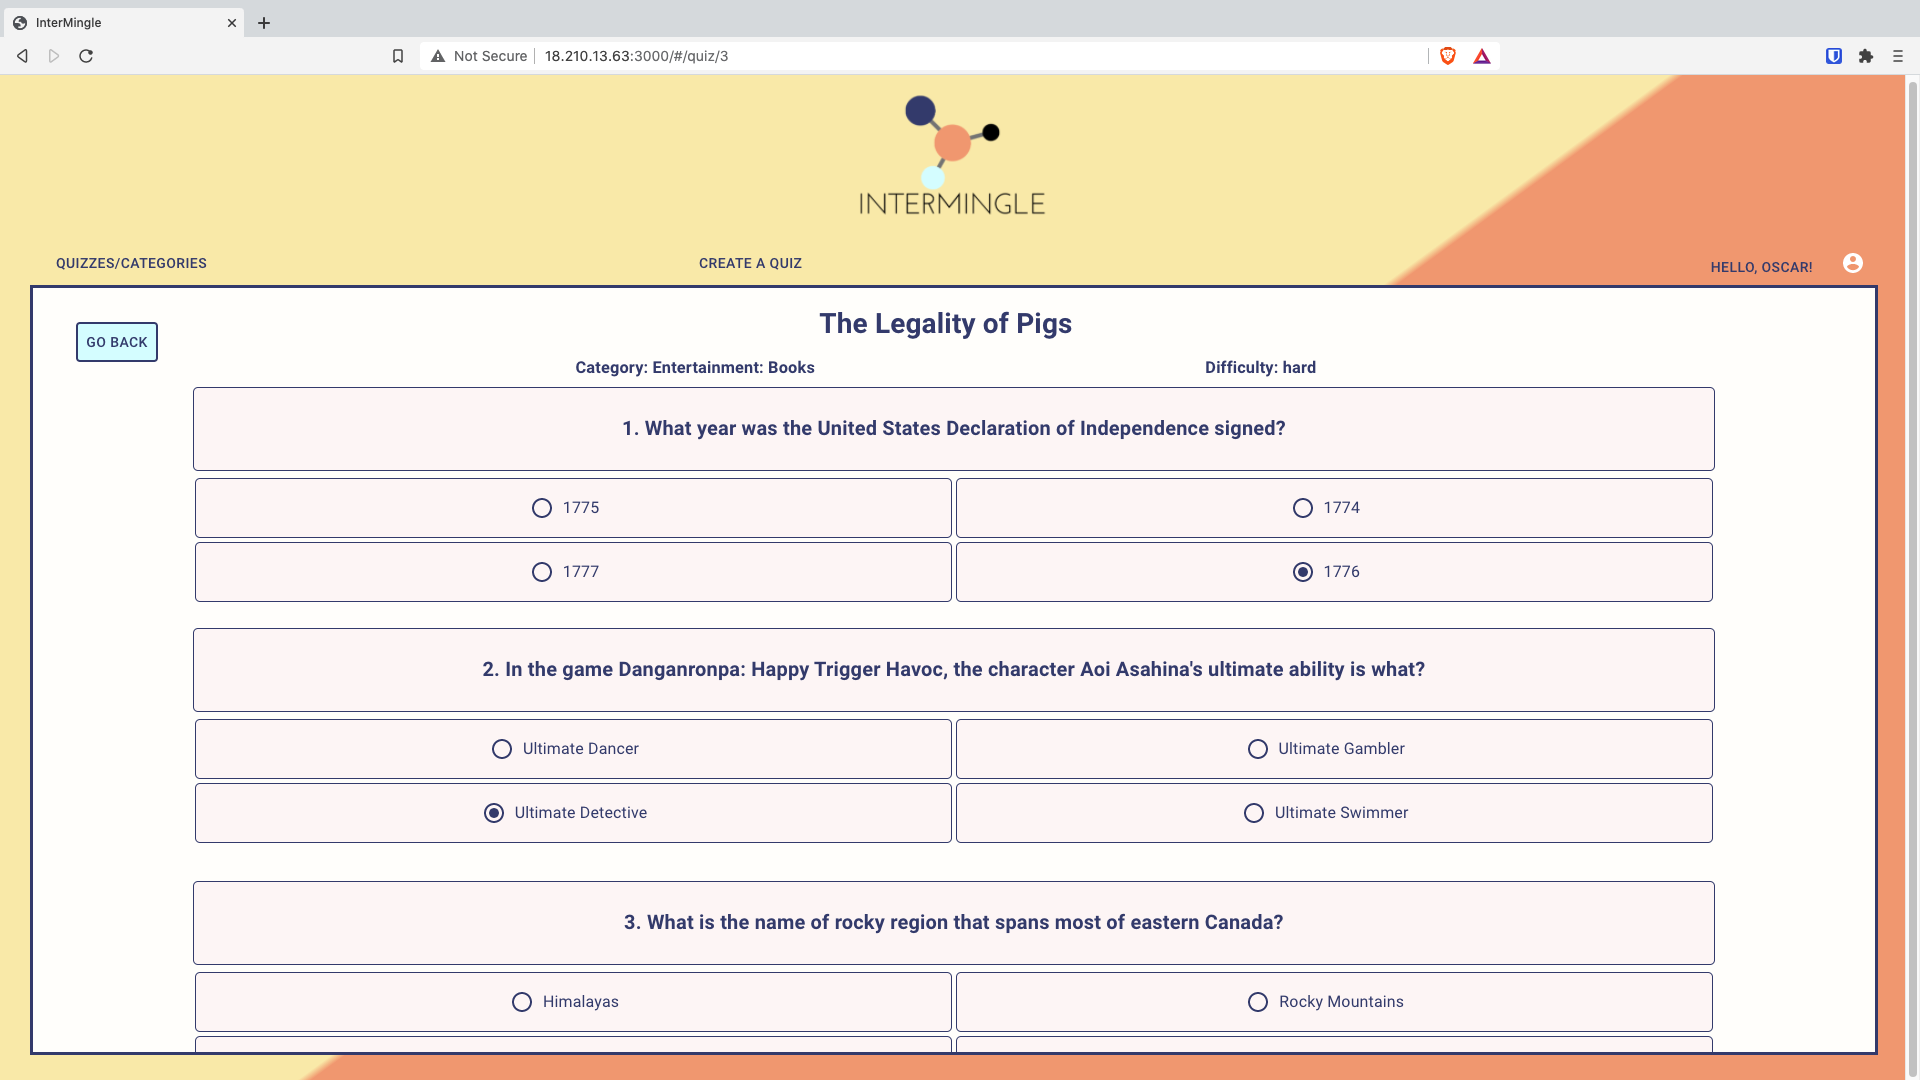 InterMingle
Not Secure
18.210.13.63:3000/#/quiz/3
INTERMINGLE
QUIZZES/CATEGORIES
CREATE A QUIZ
HELLO, OSCAR!
GO BACK
The Legality of Pigs
Category: Entertainment: Books
Difficulty: hard
1. What year was the United States Declaration of Independence signed?
1775
1774
1777
1776
2. In the game Danganronpa: Happy Trigger Havoc, the character Aoi Asahina's ultimate ability is what?
Ultimate Dancer
Ultimate Gambler
Ultimate Detective
Ultimate Swimmer
3. What is the name of rocky region that spans most of eastern Canada?
Himalayas
Rocky Mountains